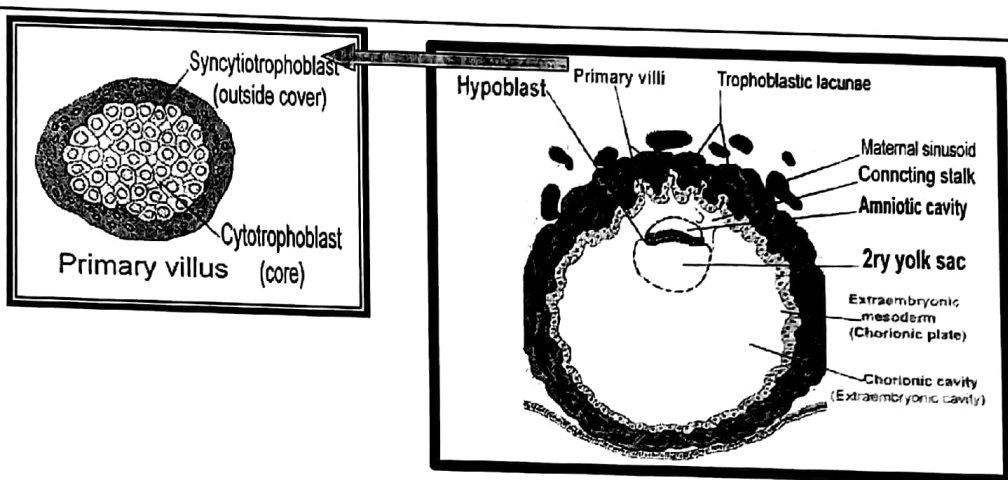 Syncytiotrophoblast
(outside cover)
Cytotrophoblast
(core)
Primary villus
Hypoblast
Primary villi
Trophoblastic lacunae
Maternal sinusoid
Conncting stalk
Amniotic cavity
2ry yolk sac
Extraembryonic
mesoderm
(Chorionic plate)
Chorionic cavity
(Extraembryonic cavity)